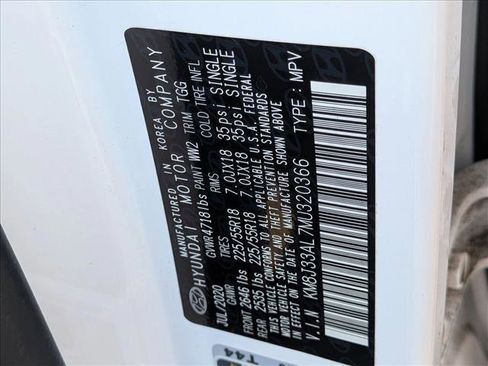 MANUFACTURED IN KOREA BY
HYUNDAI MOTOR COMPANY
JUL/2020 GVWR 4718 lbs PAINT WW2 TRIM TGG
GAWR TIRES RIMS COLD TIRE INFL
FRONT 2646 lbs 225/55R18 7.0JX18 35psi SINGLE
REAR 2535 lbs 225/55R18 7.0JX18 35psi SINGLE
THIS VEHICLE CONFORMS TO ALL APPLICABLE U.S.A. FEDERAL
MOTOR VEHICLE SAFETY AND THEFT PREVENTION STANDARDS
IN EFFECT ON THE DATE OF MANUFACTURE SHOWN ABOVE
V.I.N KM8J33AL7MU320366 TYPE : MPV
T44